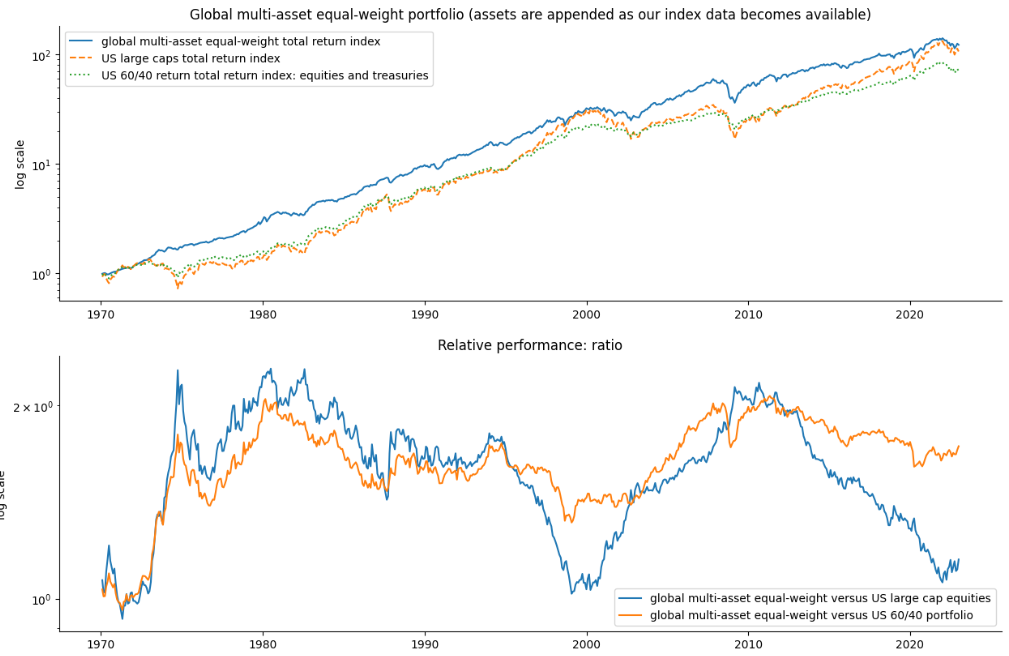 Global multi-asset equal-weight portfolio (assets are appended as our index data becomes available)
global multi-asset equal-weight total return index
US large caps total return index
US 60/40 return total return index: equities and treasuries
log scale
10²
10¹
10⁰
1970 1980 1990 2000 2010 2020
Relative performance: ratio
log scale
2 × 10⁰
10⁰
global multi-asset equal-weight versus US large cap equities
global multi-asset equal-weight versus US 60/40 portfolio
1970 1980 1990 2000 2010 2020